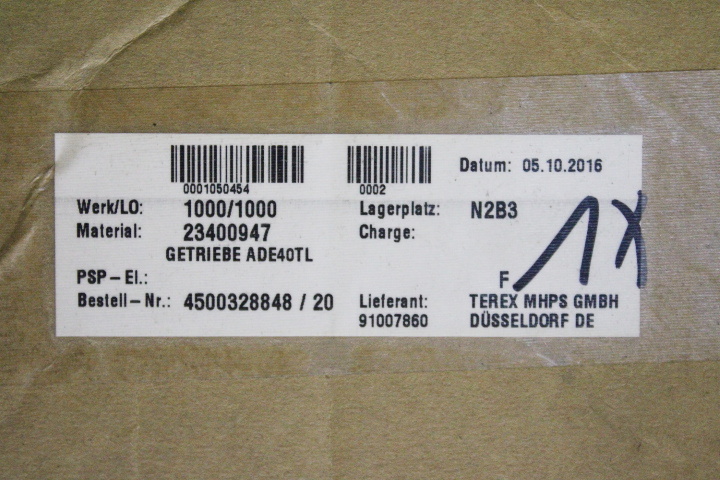 0001050454 0002 Datum: 05.10.2016
Werk/LO: 1000/1000 Lagerplatz: N2B3
Material: 23400947 Charge:
GETRIEBE ADE40TL
PSP-El.: F
Bestell-Nr.: 4500328848 / 20 Lieferant: TEREX MHPS GMBH
91007860 DÜSSELDORF DE
1X